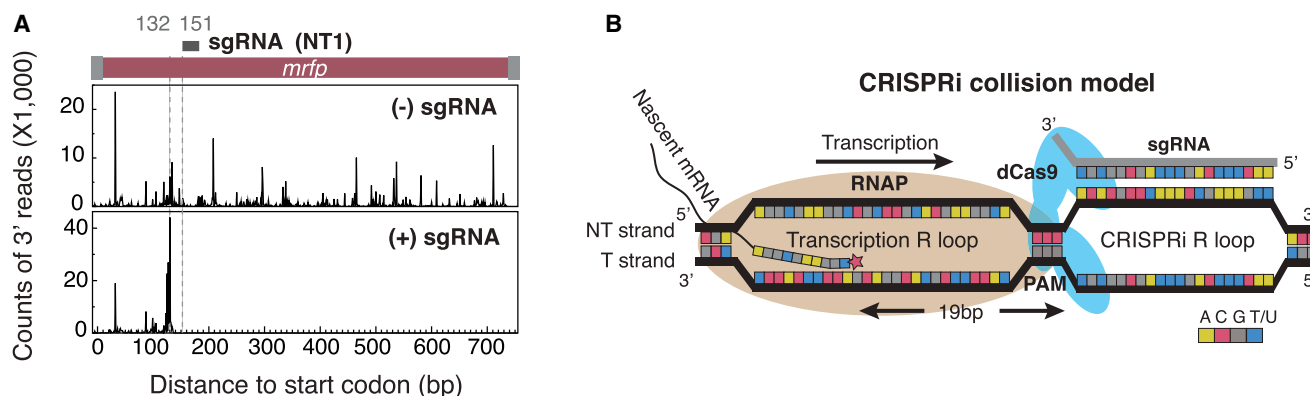 A
132 151
sgRNA (NT1)
mrfp
Counts of 3' reads (X1,000)
(-) sgRNA
20
10
0
(+) sgRNA
40
20
0
0 100 200 300 400 500 600 700
Distance to start codon (bp)
B
CRISPRi collision model
Nascent mRNA
Transcription
RNAP
dCas9
3'
sgRNA
5'
5'
NT strand
T strand
3'
Transcription R loop
CRISPRi R loop
PAM
19bp
A C G T/U